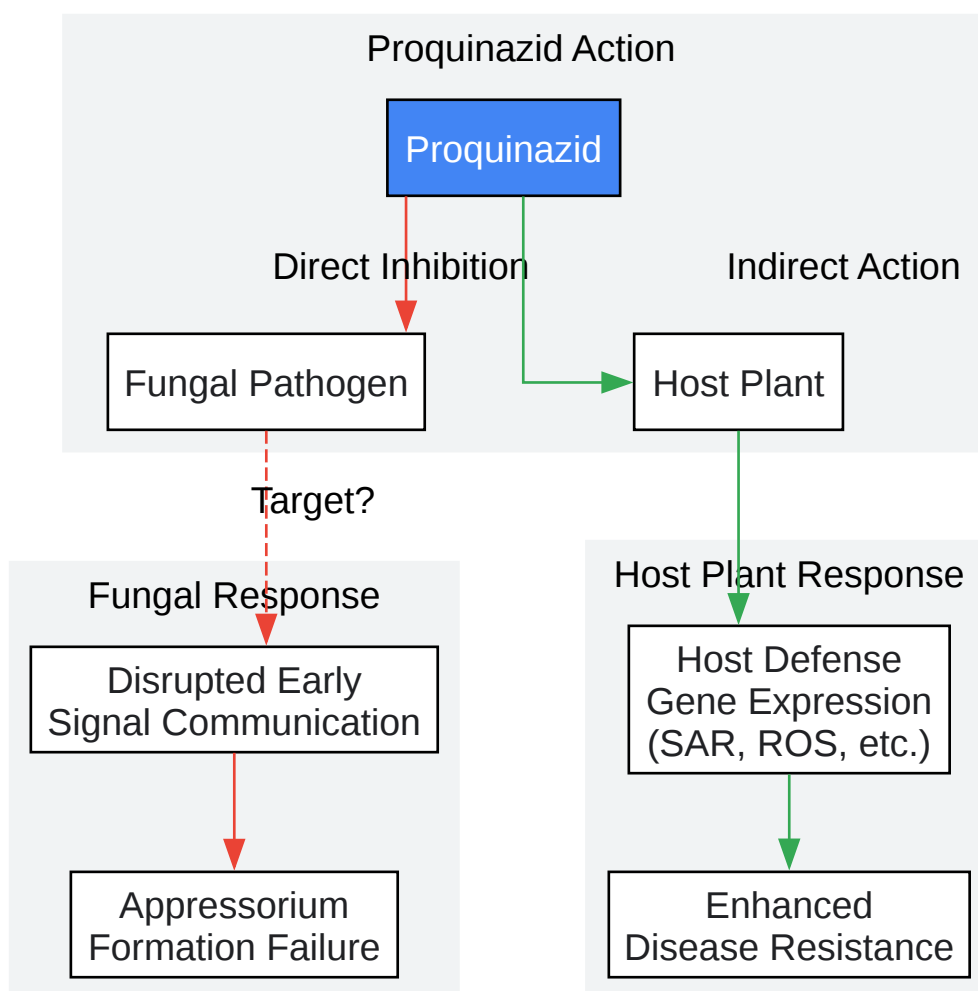 Proquinazid Action
Proquinazid
Direct Inhibition
Indirect Action
Fungal Pathogen
Host Plant
Target?
Fungal Response
Host Plant Response
Disrupted Early
Signal Communication
Host Defense
Gene Expression
(SAR, ROS, etc.)
Appressorium
Formation Failure
Enhanced
Disease Resistance